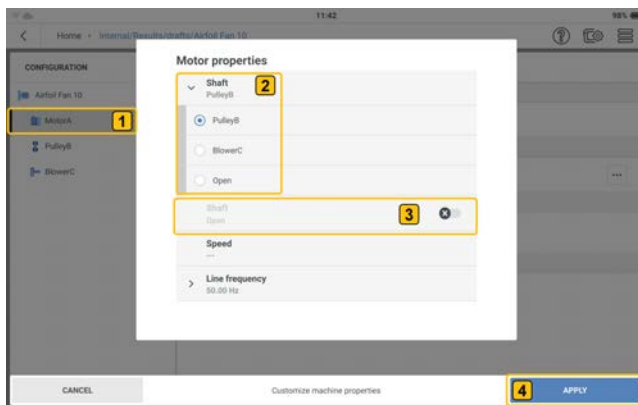 11:42
98%
Home
Internal/Results/drafts/Airfoil Fan 10
CONFIGURATION
Airfoil Fan 10
MotorA
1
PulleyB
BlowerC
Motor properties
Shaft
PulleyB
2
PulleyB
BlowerC
Open
Shaft
Open
3
Speed
---
Line frequency
50.00 Hz
CANCEL
Customize machine properties
4
APPLY